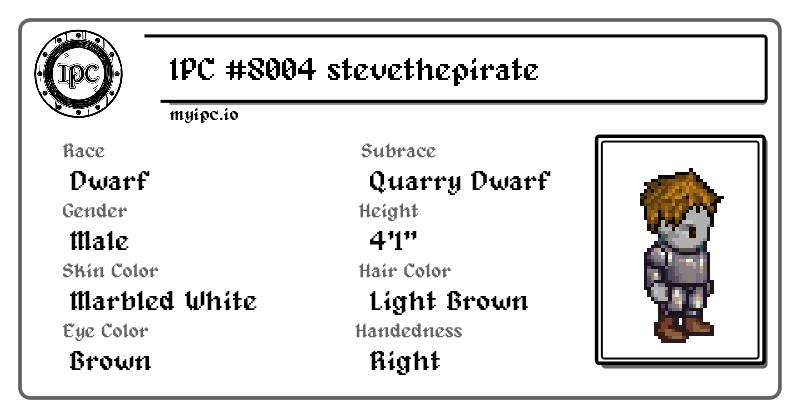 IPC
IPC #8004 stevethepirate
myipc.io
Race
Dwarf
Subrace
Quarry Dwarf
Gender
Male
Height
4'1"
Skin Color
Marbled White
Hair Color
Light Brown
Eye Color
Brown
Handedness
Right